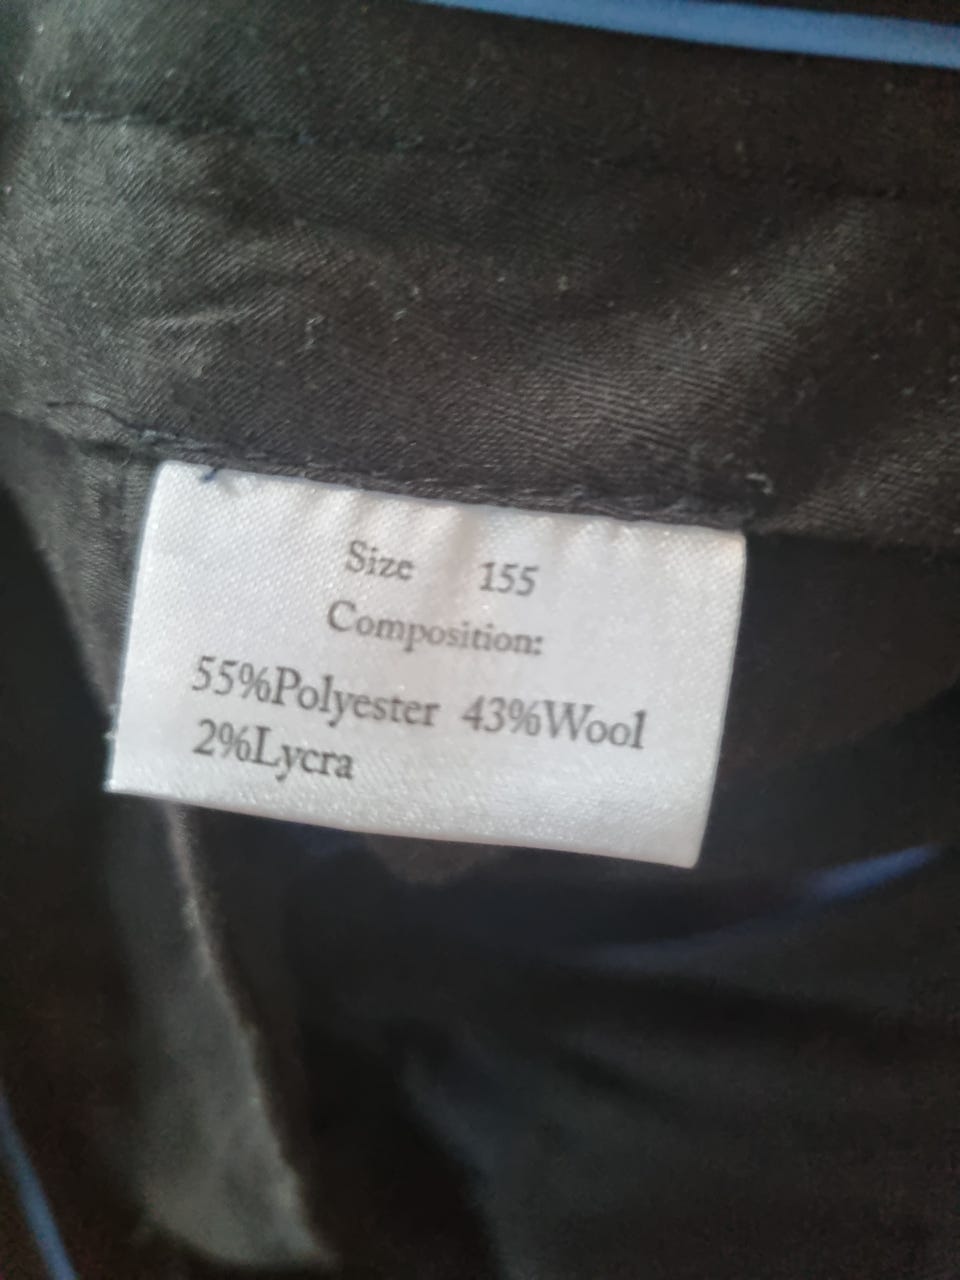 Size 155
Composition:
55%Polyester 43%Wool
2%Lycra